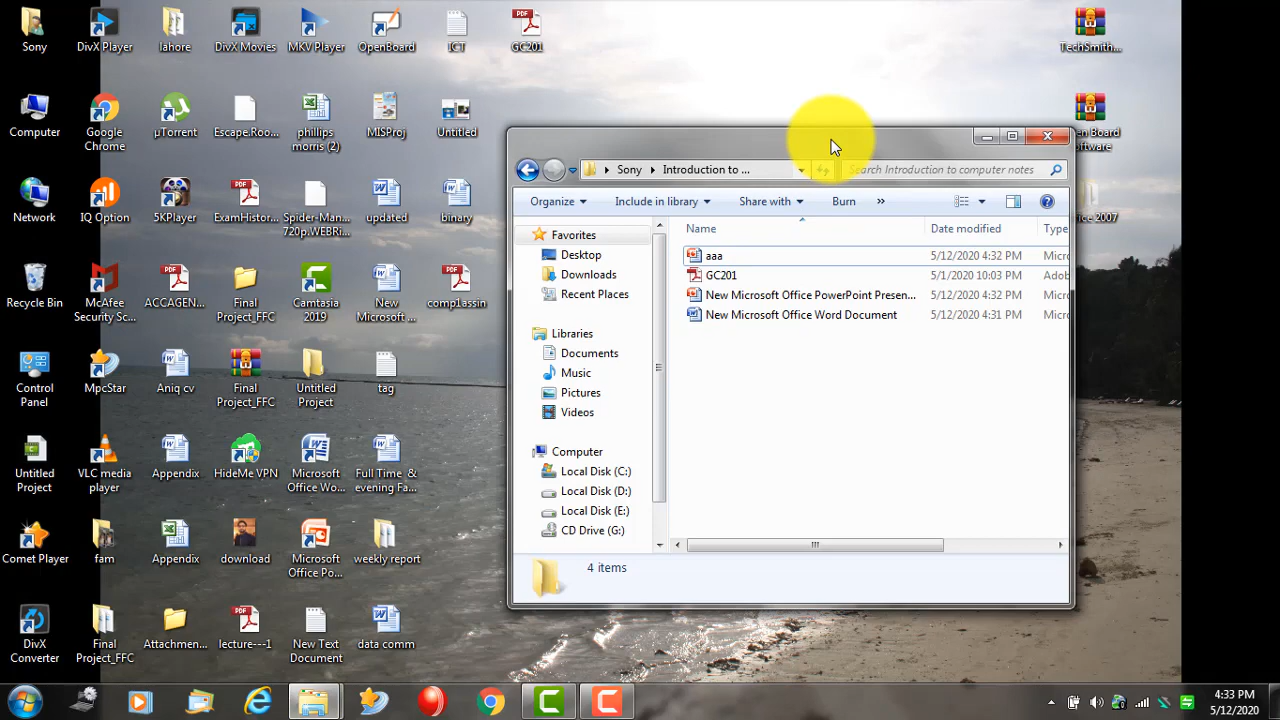 Sony
DivX Player
lahore
DivX Movies
MKV Player
OpenBoard
ICT
GC201
TechSmith...
Computer
Google Chrome
µTorrent
Escape.Roo...
phillips morris (2)
MISProj
Untitled
Software
Network
IQ Option
5KPlayer
ExamHistor...
Spider-Man... 720p.WEBRi...
updated
binary
2007
Recycle Bin
McAfee Security Sc...
ACCAGEN...
Final Project_FFC
Camtasia 2019
New Microsoft ...
comp1assin
Control Panel
MpcStar
Aniq cv
Final Project_FFC
Untitled Project
tag
Untitled Project
VLC media player
Appendix
HideMe VPN
Microsoft Office Wo...
Full Time & evening Fa...
Comet Player
fam
Appendix
download
Microsoft Office Po...
weekly report
DivX Converter
Final Project_FFC
Attachmen...
lecture---1
New Text Document
data comm
Sony
Introduction to ...
Search Introduction to computer notes
Organize
Include in library
Share with
Burn
»
Name
Date modified
Type
Favorites
Desktop
Downloads
Recent Places
Libraries
Documents
Music
Pictures
Videos
Computer
Local Disk (C:)
Local Disk (D:)
Local Disk (E:)
CD Drive (G:)
aaa 5/12/2020 4:32 PM Micro
GC201 5/1/2020 10:03 PM Adob
New Microsoft Office PowerPoint Presen... 5/12/2020 4:32 PM Micro
New Microsoft Office Word Document 5/12/2020 4:31 PM Micro
4 items
4:33 PM
5/12/2020